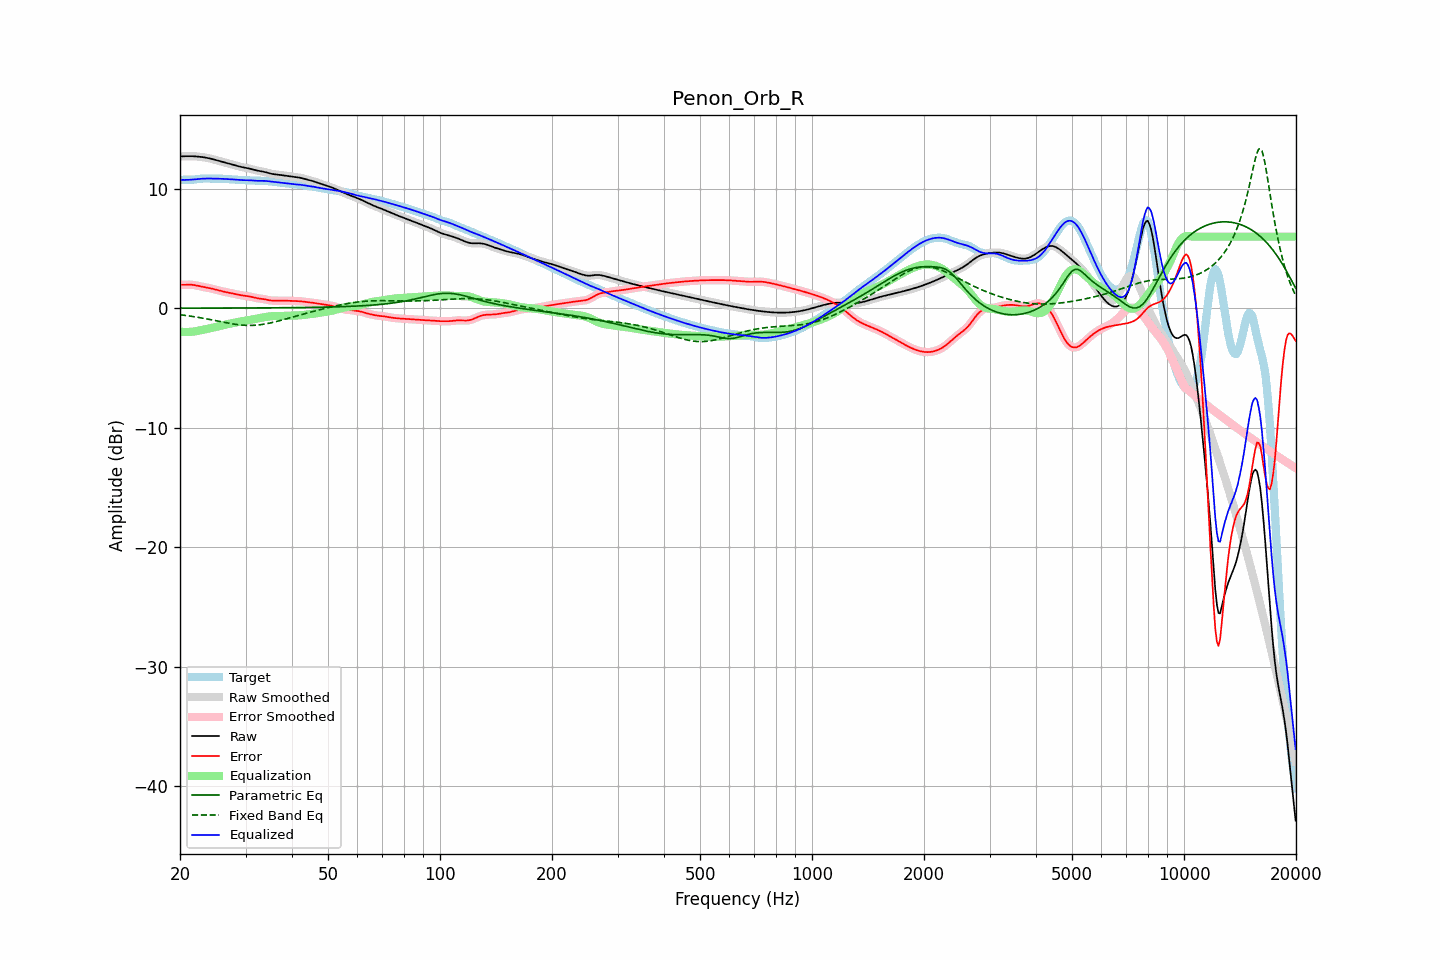 Penon_Orb_R
Amplitude (dBr)
10
0
−10
−20
−30
−40
Target
Raw Smoothed
Error Smoothed
Raw
Error
Equalization
Parametric Eq
Fixed Band Eq
Equalized
20 50 100 200 500 1000 2000 5000 10000 20000
Frequency (Hz)